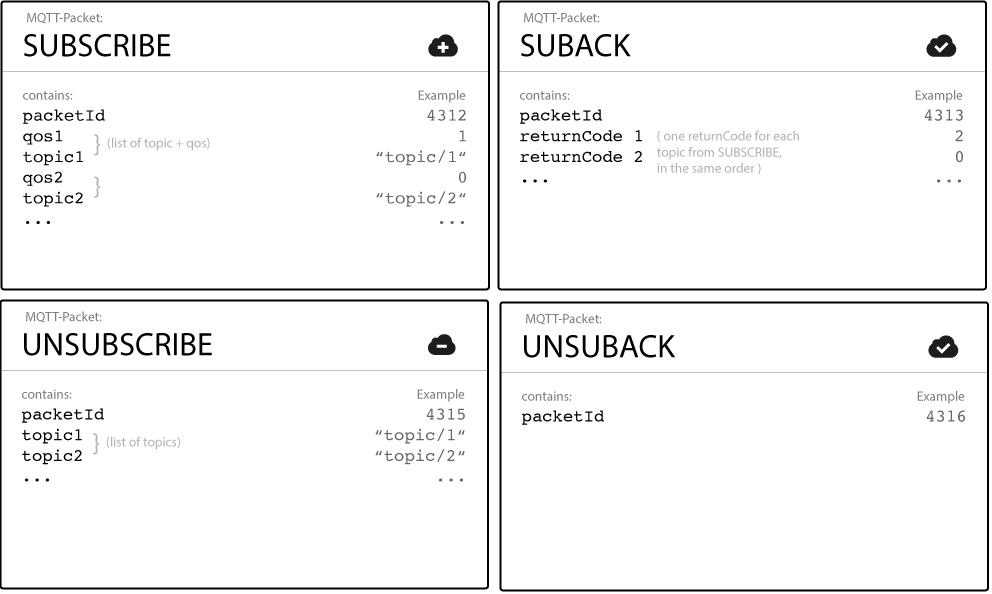 MQTT-Packet:
SUBSCRIBE
contains: Example
packetId 4312
qos1 1
} (list of topic + qos)
topic1 “topic/1“
qos2 0
}
topic2 “topic/2“
... ...
MQTT-Packet:
SUBACK
contains: Example
packetId 4313
returnCode 1 ( one returnCode for each 2
topic from SUBSCRIBE,
returnCode 2 0
in the same order )
... ...
MQTT-Packet:
UNSUBSCRIBE
contains: Example
packetId 4315
topic1 “topic/1“
} (list of topics)
topic2 “topic/2“
... ...
MQTT-Packet:
UNSUBACK
contains: Example
packetId 4316